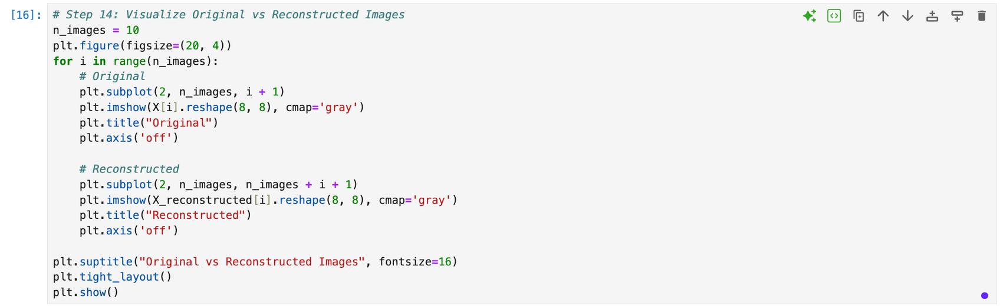 [16]:
# Step 14: Visualize Original vs Reconstructed Images
n_images = 10
plt.figure(figsize=(20, 4))
for i in range(n_images):
    # Original
    plt.subplot(2, n_images, i + 1)
    plt.imshow(X[i].reshape(8, 8), cmap='gray')
    plt.title("Original")
    plt.axis('off')

    # Reconstructed
    plt.subplot(2, n_images, n_images + i + 1)
    plt.imshow(X_reconstructed[i].reshape(8, 8), cmap='gray')
    plt.title("Reconstructed")
    plt.axis('off')

plt.suptitle("Original vs Reconstructed Images", fontsize=16)
plt.tight_layout()
plt.show()